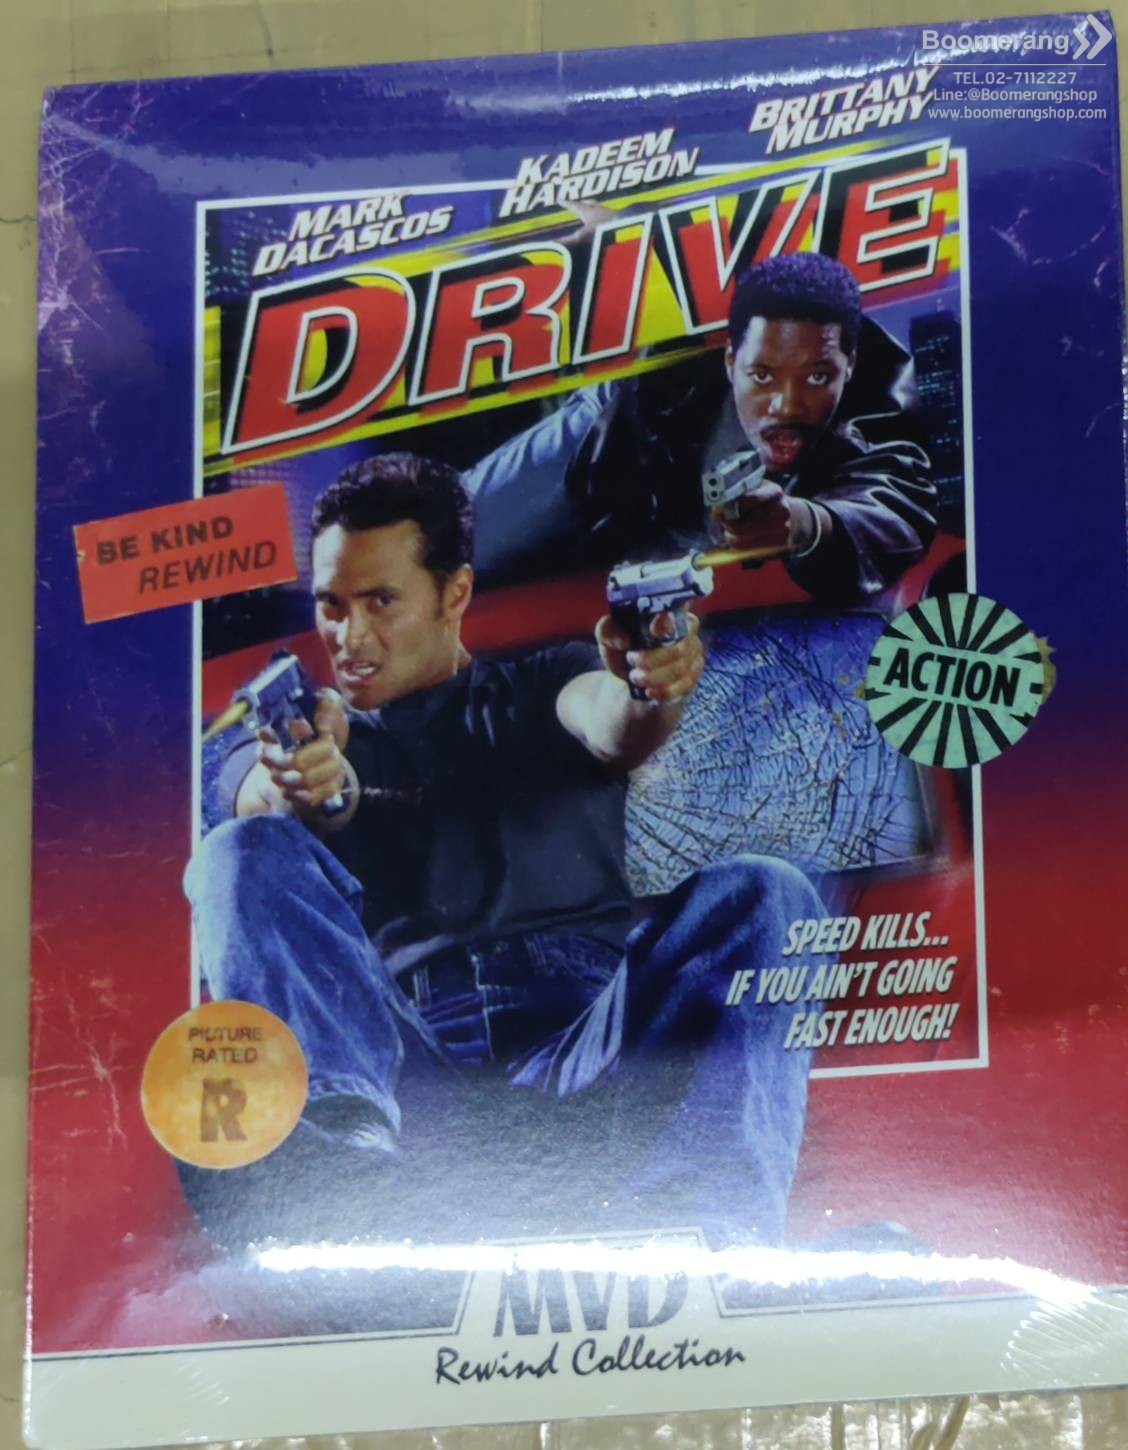 Boomerang
TEL.02-7112227
Line:@Boomerangshop
www.boomerangshop.com
MARK
DACASCOS
KADEEM
HARDISON
BRITTANY
MURPHY
DRIVE
BE KIND
REWIND
ACTION
SPEED KILLS...
IF YOU AIN'T GOING
FAST ENOUGH!
PICTURE
RATED
R
MVD
Rewind Collection